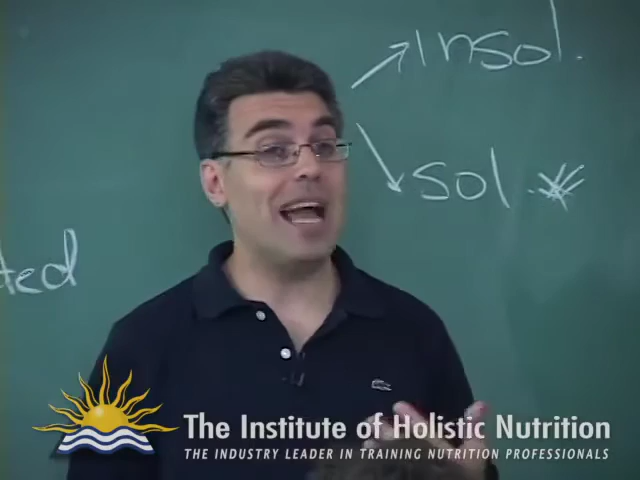 insol.
sol.
ted
The Institute of Holistic Nutrition
THE INDUSTRY LEADER IN TRAINING NUTRITION PROFESSIONALS